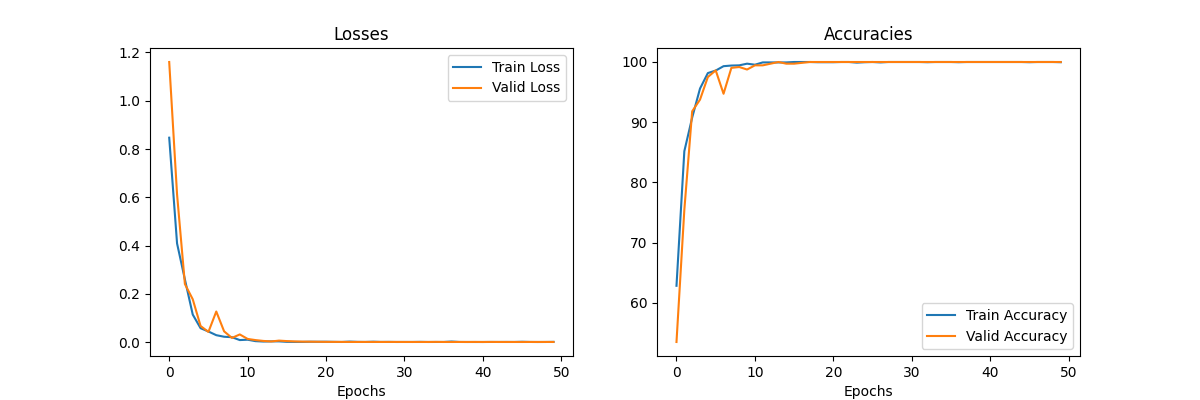 Losses
1.2
1.0
0.8
0.6
0.4
0.2
0.0
0 10 20 30 40 50
Epochs
Train Loss
Valid Loss
Accuracies
100
90
80
70
60
0 10 20 30 40 50
Epochs
Train Accuracy
Valid Accuracy